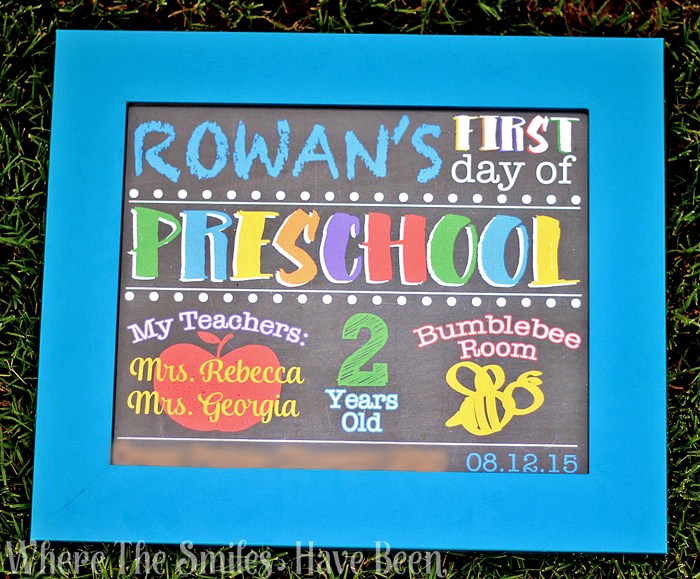 ROWAN'S FIRST
day of
PRESCHOOL
My Teachers:
Mrs. Rebecca
Mrs. Georgia
2
Years
Old
Bumblebee
Room
08.12.15
Where The Smiles Have Been